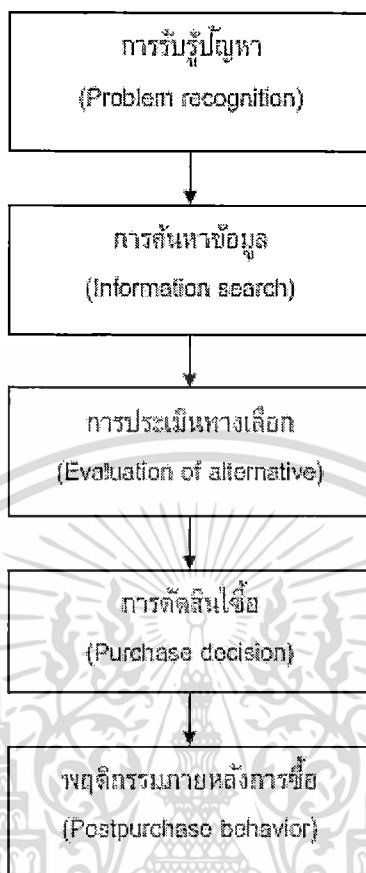 การรับรู้ปัญหา
(Problem recognition)
การค้นหาข้อมูล
(Information search)
การประเมินทางเลือก
(Evaluation of alternative)
การตัดสินใจซื้อ
(Purchase decision)
พฤติกรรมภายหลังการซื้อ
(Postpurchase behavior)